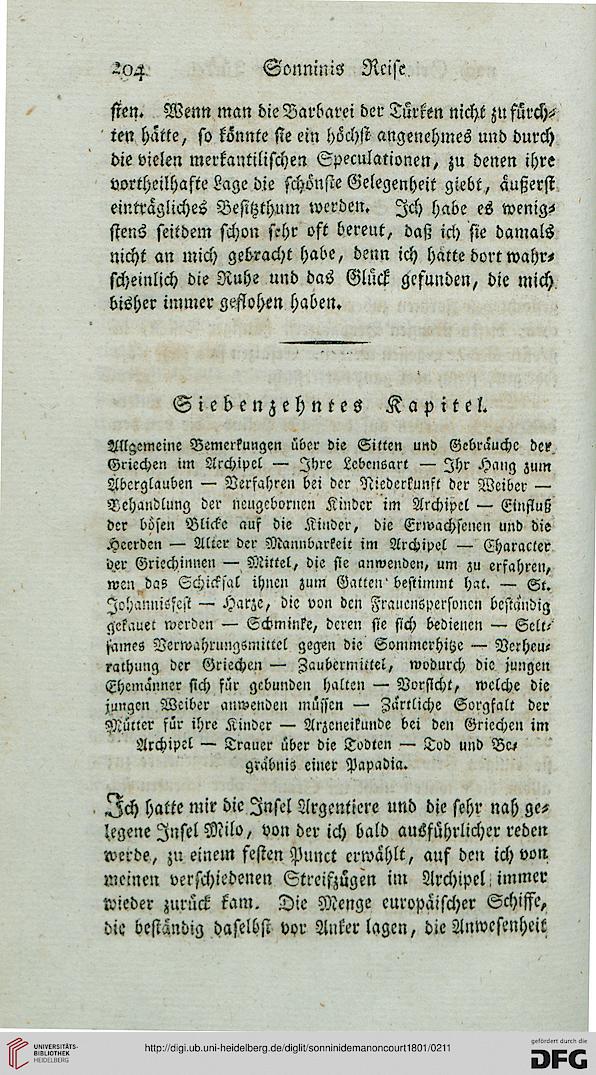 204 Sonninis Reise
sten. Wenn man die Barbarei der Türken nicht zu fürch-
ten hätte, so könnte sie ein höchst angenehmes und durch
die vielen merkantilischen Speculationen, zu denen ihre
vortheilhafte Lage die schönste Gelegenheit giebt, äußerst
einträgliches Besitzthum werden. Ich habe es wenig-
stens seitdem schon sehr oft bereut, daß ich sie damals
nicht an mich gebracht habe, denn ich hätte dort wahr-
scheinlich die Ruhe und das Glück gefunden, die mich
bisher immer geflohen haben.
Siebenzehntes Kapitel.
Allgemeine Bemerkungen über die Sitten und Gebräuche der
Griechen im Archipel — Ihre Lebensart — Ihr Hang zum
Aberglauben — Verfahren bei der Niederkunft der Weiber —
Behandlung der neugebornen Kinder im Archipel — Einfluß
der bösen Blicke auf die Kinder, die Erwachsenen und die
Heerden — Alter der Mannbarkeit im Archipel — Character
der Griechinnen — Mittel, die sie anwenden, um zu erfahren,
wen das Schicksal ihnen zum Gatten bestimmt hat. — St.
Johannisfest — Harze, die von den Frauenspersonen beständig
gekauet werden — Schminke, deren sie sich bedienen — Selt-
sames Verwahrungsmittel gegen die Sommerhitze — Verheu-
rathung der Griechen — Zaubermittel, wodurch die jungen
Ehemänner sich für gebunden halten — Vorsicht, welche die
jungen Weiber anwenden müssen — Zärtliche Sorgfalt der
Mütter für ihre Kinder — Arzeneikunde bei den Griechen im
Archipel — Trauer über die Todten — Tod und Be-
gräbnis einer Papadia.
Ich hatte mir die Insel Argentiere und die sehr nah ge-
legene Insel Milo, von der ich bald ausführlicher reden
werde, zu einem festen Punct erwählt, auf den ich von
meinen verschiedenen Streifzügen im Archipel immer
wieder zurück kam. Die Menge europäischer Schiffe,
die beständig daselbst vor Anker lagen, die Anwesenheit
UNIVERSITÄTS-
BIBLIOTHEK
HEIDELBERG
http://digi.ub.uni-heidelberg.de/diglit/sonninidemanoncourt1801/0211
gefördert durch die
DFG